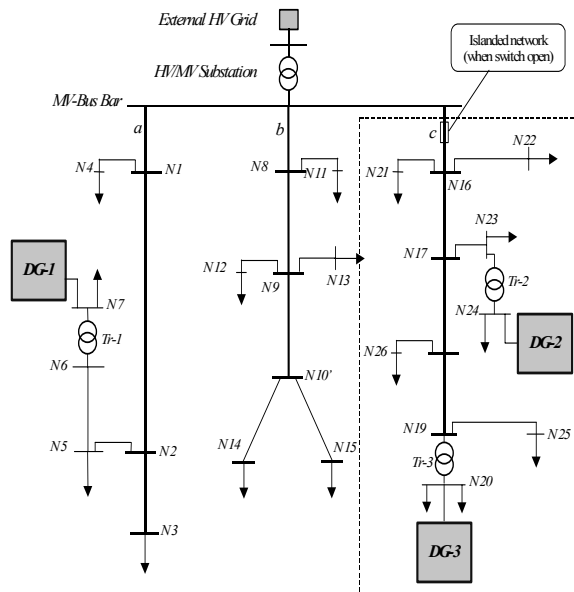 External HV Grid
Islanded network
(when switch open)
HV/MV Substation
MV-Bus Bar
a
b
c
N4
N1
N8
N11
N21
N16
N22
N23
N17
DG-1
N12
N9
N13
Tr-2
N7
N24
Tr-1
DG-2
N6
N26
N10'
N19
N25
N5
N2
N14
N15
Tr-3
N20
N3
DG-3